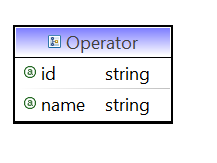 Operator
id string
name string